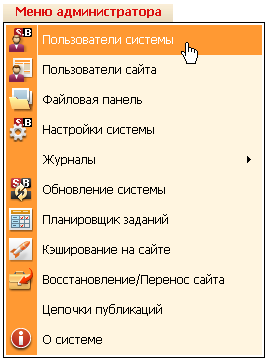 Меню администратора
Пользователи системы
Пользователи сайта
Файловая панель
Настройки системы
Журналы
Обновление системы
Планировщик заданий
Кэширование на сайте
Восстановление/Перенос сайта
Цепочки публикаций
О системе